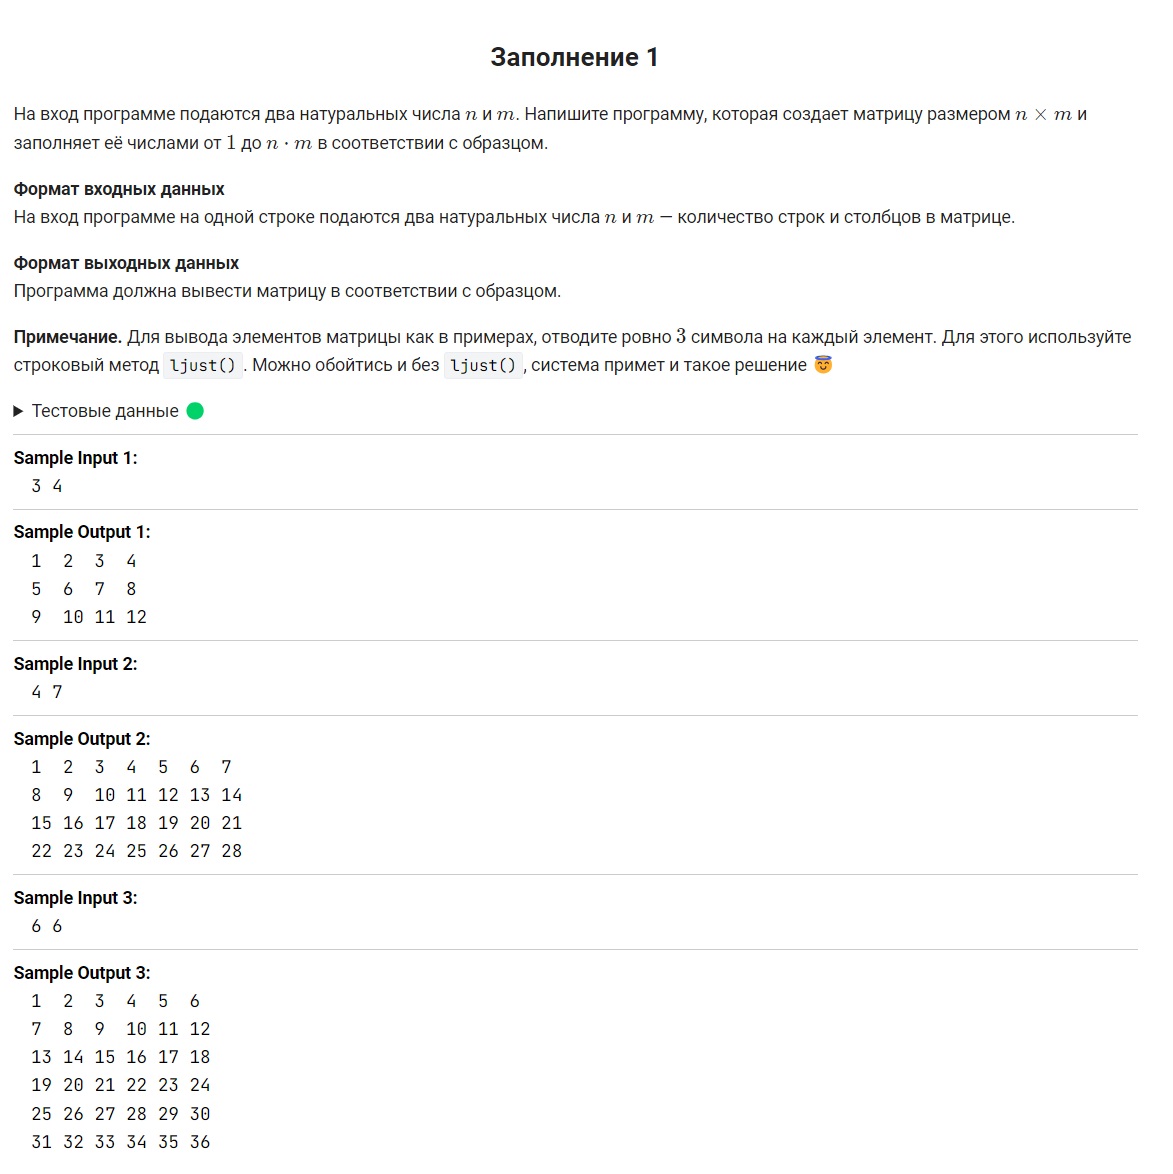 Заполнение 1
На вход программе подаются два натуральных числа n и m. Напишите программу, которая создает матрицу размером n × m и
заполняет её числами от 1 до n · m в соответствии с образцом.
Формат входных данных
На вход программе на одной строке подаются два натуральных числа n и m — количество строк и столбцов в матрице.
Формат выходных данных
Программа должна вывести матрицу в соответствии с образцом.
Примечание. Для вывода элементов матрицы как в примерах, отводите ровно 3 символа на каждый элемент. Для этого используйте
строковый метод ljust(). Можно обойтись и без ljust(), система примет и такое решение 😇
▶ Тестовые данные 🟢
Sample Input 1:
3 4
Sample Output 1:
1  2  3  4
5  6  7  8
9  10 11 12
Sample Input 2:
4 7
Sample Output 2:
1  2  3  4  5  6  7
8  9  10 11 12 13 14
15 16 17 18 19 20 21
22 23 24 25 26 27 28
Sample Input 3:
6 6
Sample Output 3:
1  2  3  4  5  6
7  8  9  10 11 12
13 14 15 16 17 18
19 20 21 22 23 24
25 26 27 28 29 30
31 32 33 34 35 36